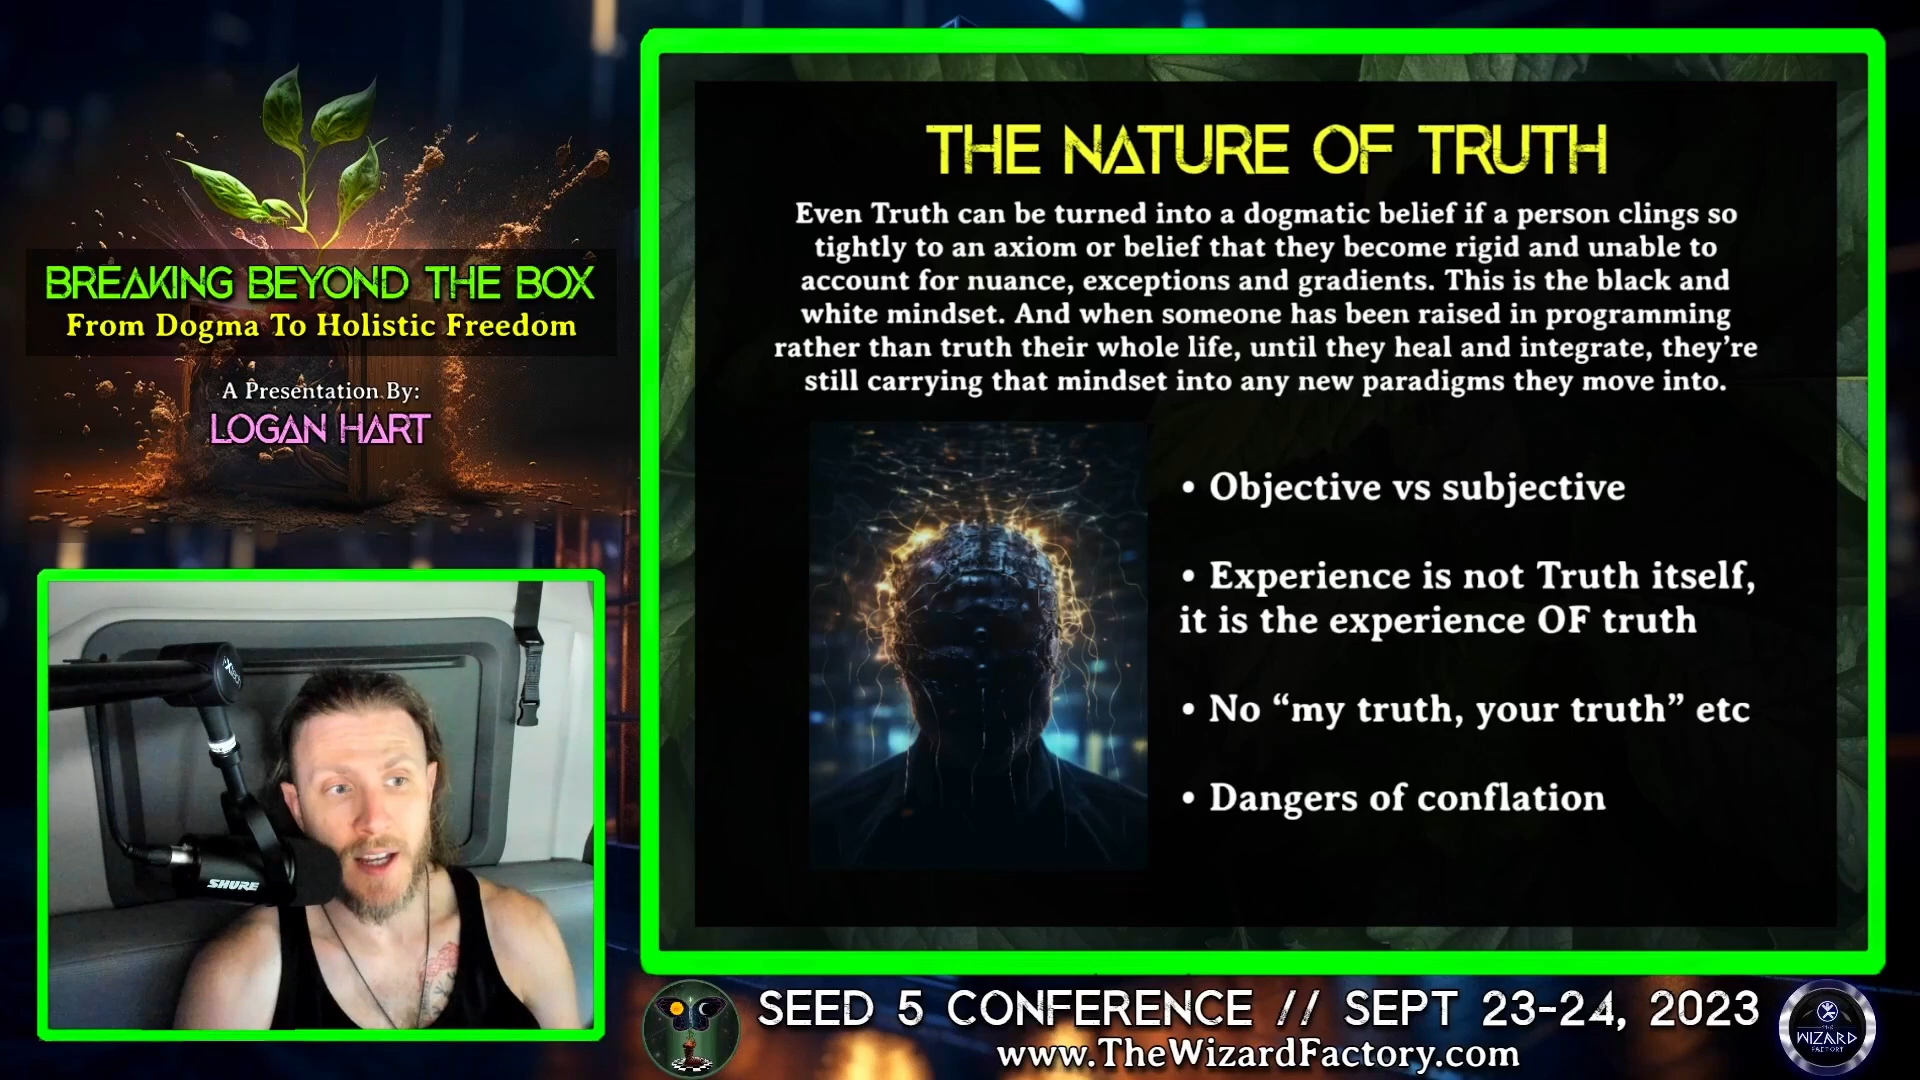 BREAKING BEYOND THE BOX
From Dogma To Holistic Freedom
A Presentation By:
LOGAN HART
THE NATURE OF TRUTH
Even Truth can be turned into a dogmatic belief if a person clings so
tightly to an axiom or belief that they become rigid and unable to
account for nuance, exceptions and gradients. This is the black and
white mindset. And when someone has been raised in programming
rather than truth their whole life, until they heal and integrate, they're
still carrying that mindset into any new paradigms they move into.
• Objective vs subjective
• Experience is not Truth itself,
it is the experience OF truth
• No “my truth, your truth” etc
• Dangers of conflation
SHURE
SEED 5 CONFERENCE // SEPT 23-24, 2023
www.TheWizardFactory.com
THE
WIZARD
FACTORY